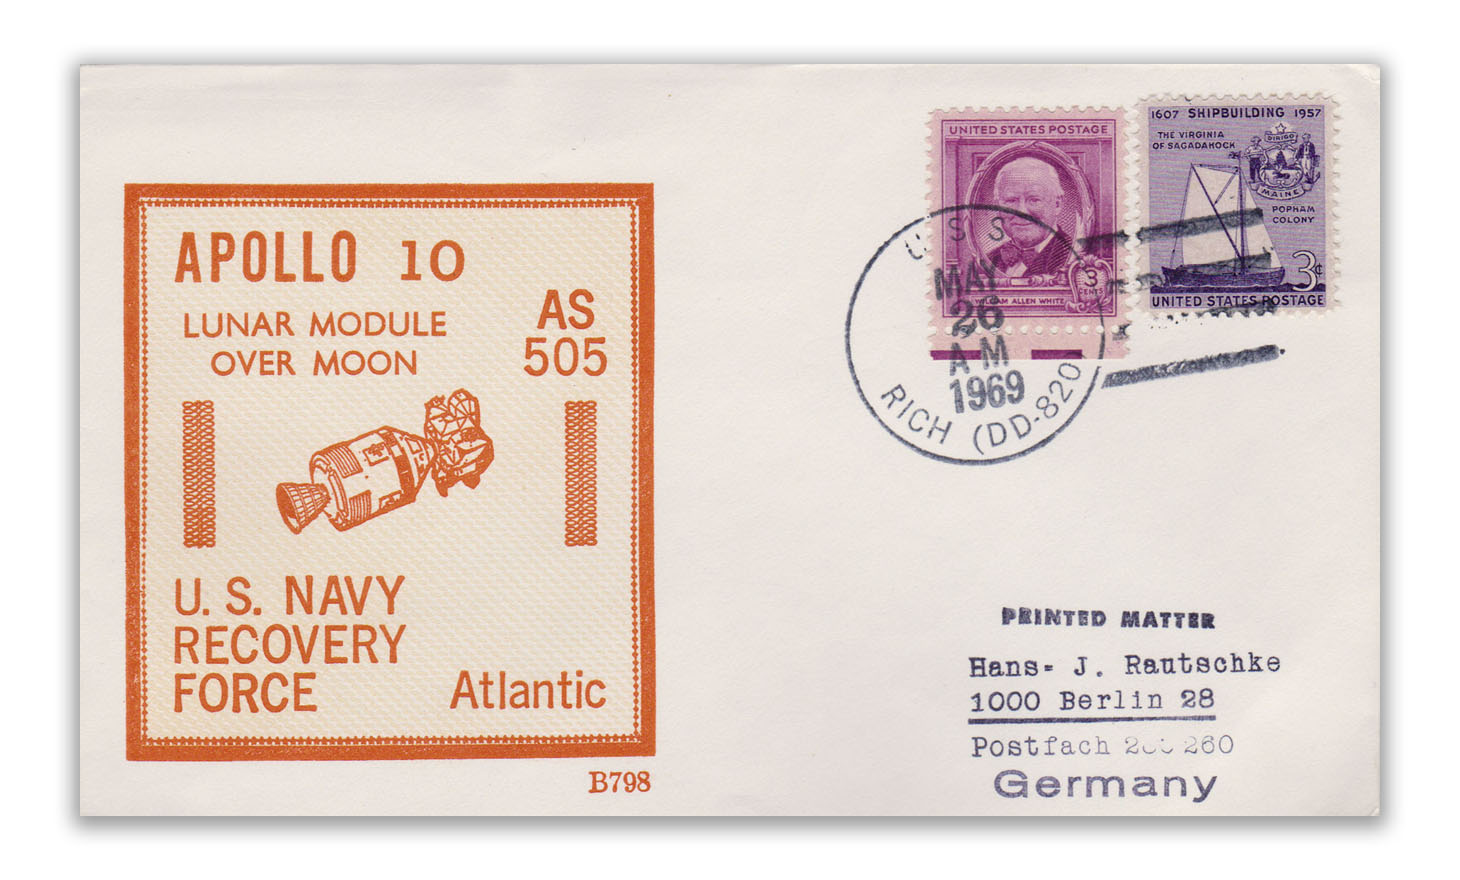 APOLLO 10
LUNAR MODULE
OVER MOON
AS
505
U. S. NAVY
RECOVERY
FORCE
Atlantic
B798
UNITED STATES POSTAGE
3
CENTS
WILLIAM ALLEN WHITE
1607 SHIPBUILDING 1957
THE VIRGINIA
OF SAGADAHOCK
DIRIGO
MAINE
POPHAM
COLONY
3¢
UNITED STATES POSTAGE
U S S
MAY
26
A M
1969
RICH (DD-820
PRINTED MATTER
Hans- J. Rautschke
1000 Berlin 28
Postfach 260
Germany